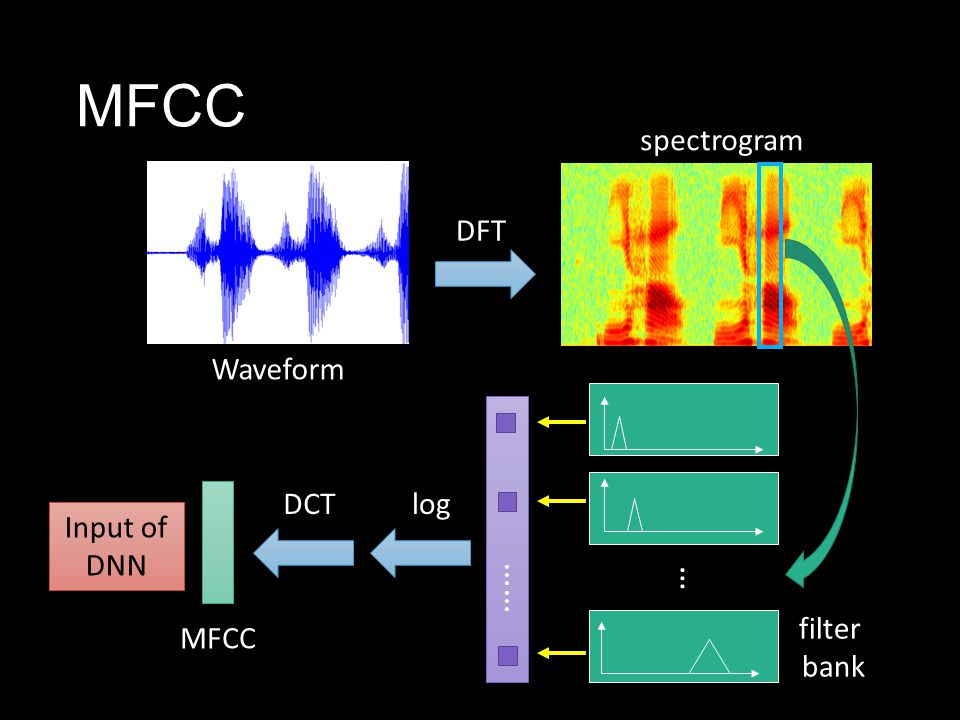 MFCC
spectrogram
DFT
Waveform
DCT
log
Input of
DNN
MFCC
......
...
filter
bank